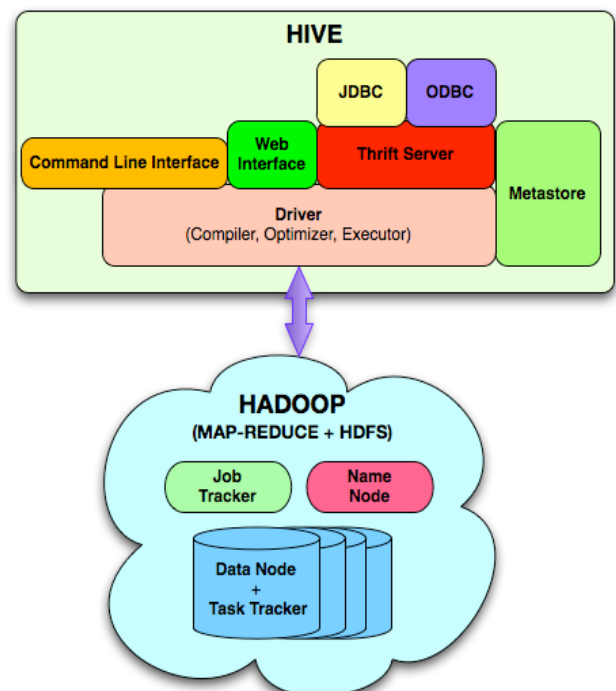 HIVE
JDBC
ODBC
Command Line Interface
Web
Interface
Thrift Server
Metastore
Driver
(Compiler, Optimizer, Executor)
HADOOP
(MAP-REDUCE + HDFS)
Job
Tracker
Name
Node
Data Node
+
Task Tracker